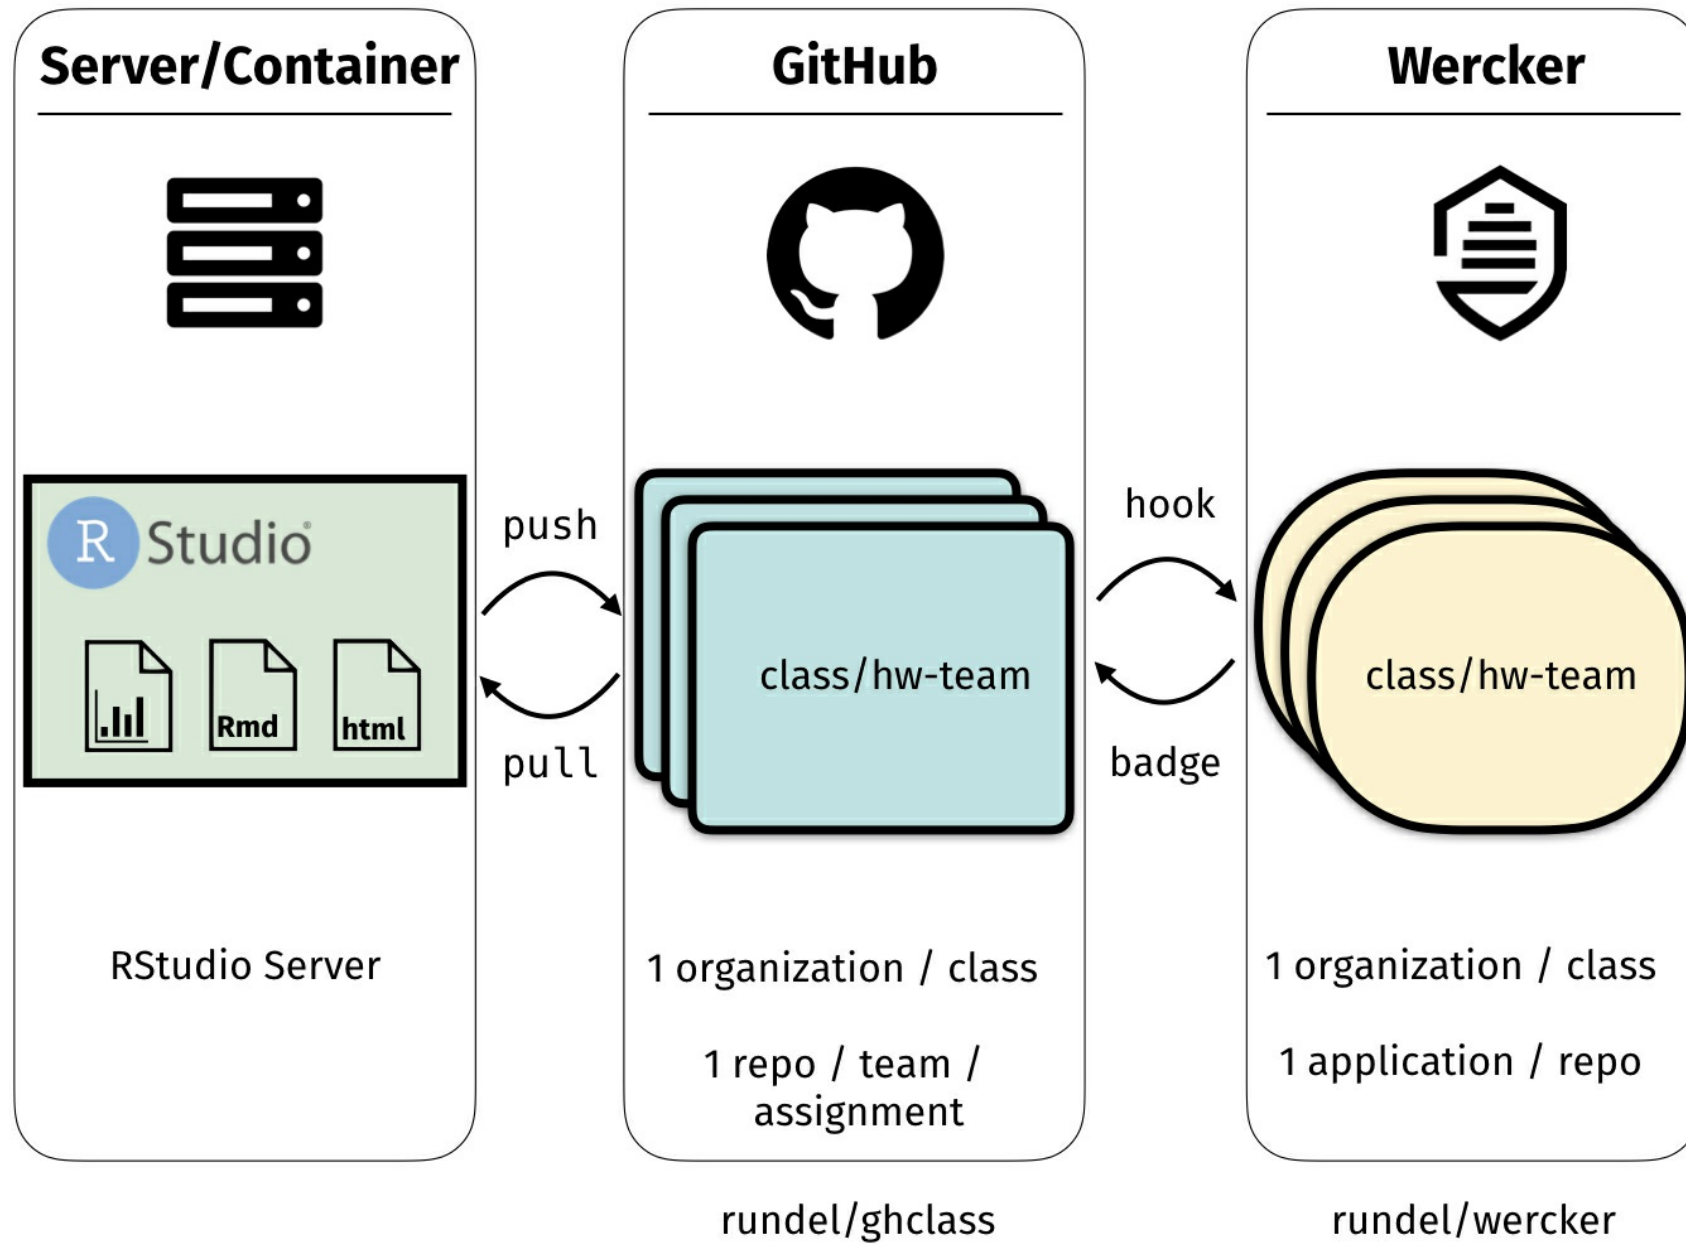 Server/Container
R Studio®
Rmd
html
RStudio Server
push
pull
GitHub
class/hw-team
1 organization / class
1 repo / team /
assignment
rundel/ghclass
hook
badge
Wercker
class/hw-team
1 organization / class
1 application / repo
rundel/wercker